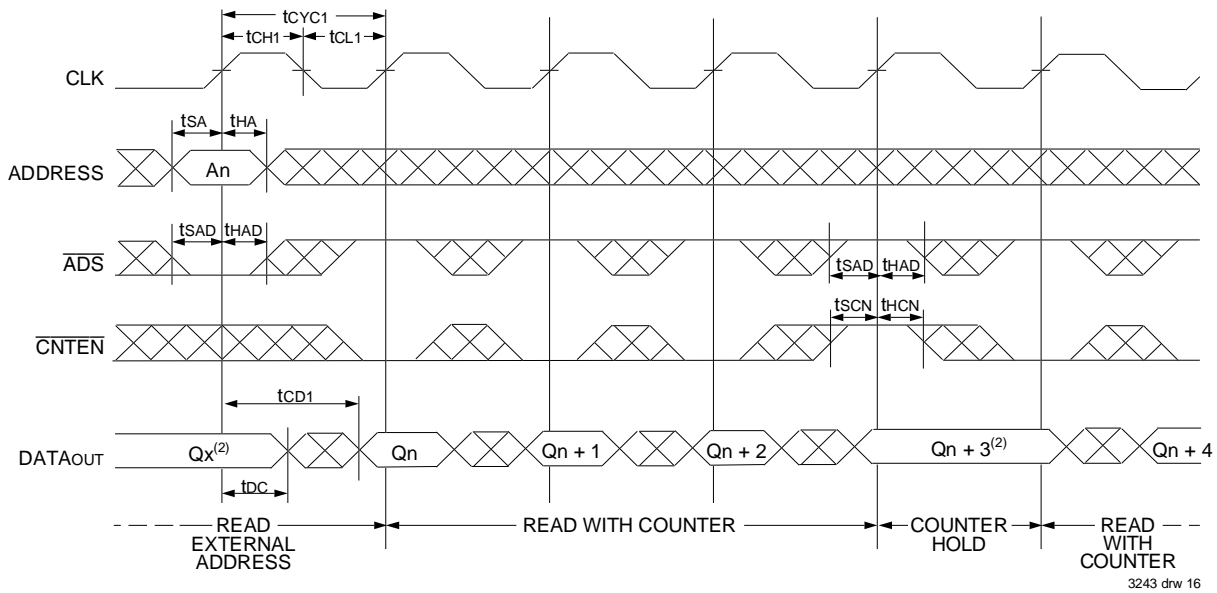 tCYC1
tCH1 tCL1
CLK
tSA tHA
ADDRESS An
tSAD tHAD
ADS tSAD tHAD
tSCN tHCN
CNTEN
tCD1
DATAOUT Qx(2) Qn Qn + 1 Qn + 2 Qn + 3(2) Qn + 4
tDC
READ EXTERNAL ADDRESS
READ WITH COUNTER
COUNTER HOLD
READ WITH COUNTER
3243 drw 16